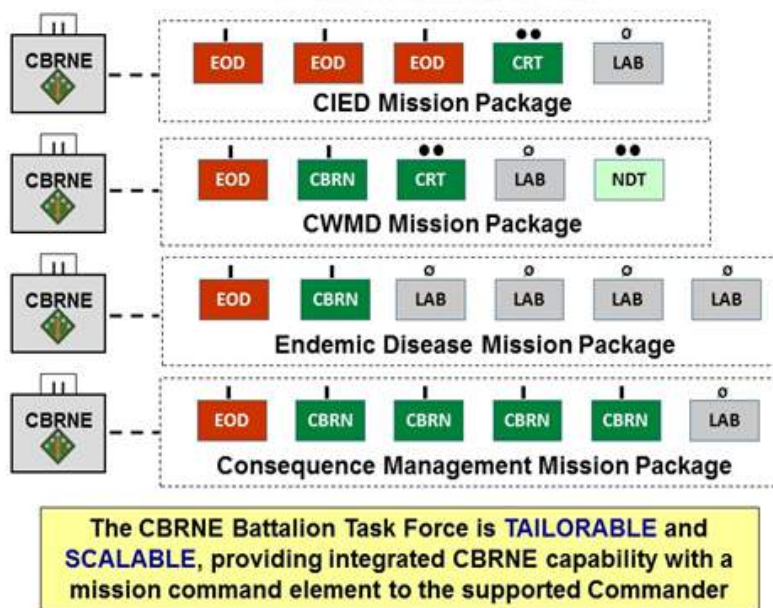 CBRNE
EOD EOD EOD CRT LAB
CIED Mission Package
CBRNE
EOD CBRN CRT LAB NDT
CWMD Mission Package
CBRNE
EOD CBRN LAB LAB LAB LAB
Endemic Disease Mission Package
CBRNE
EOD CBRN CBRN CBRN CBRN LAB
Consequence Management Mission Package
The CBRNE Battalion Task Force is TAILORABLE and
SCALABLE, providing integrated CBRNE capability with a
mission command element to the supported Commander